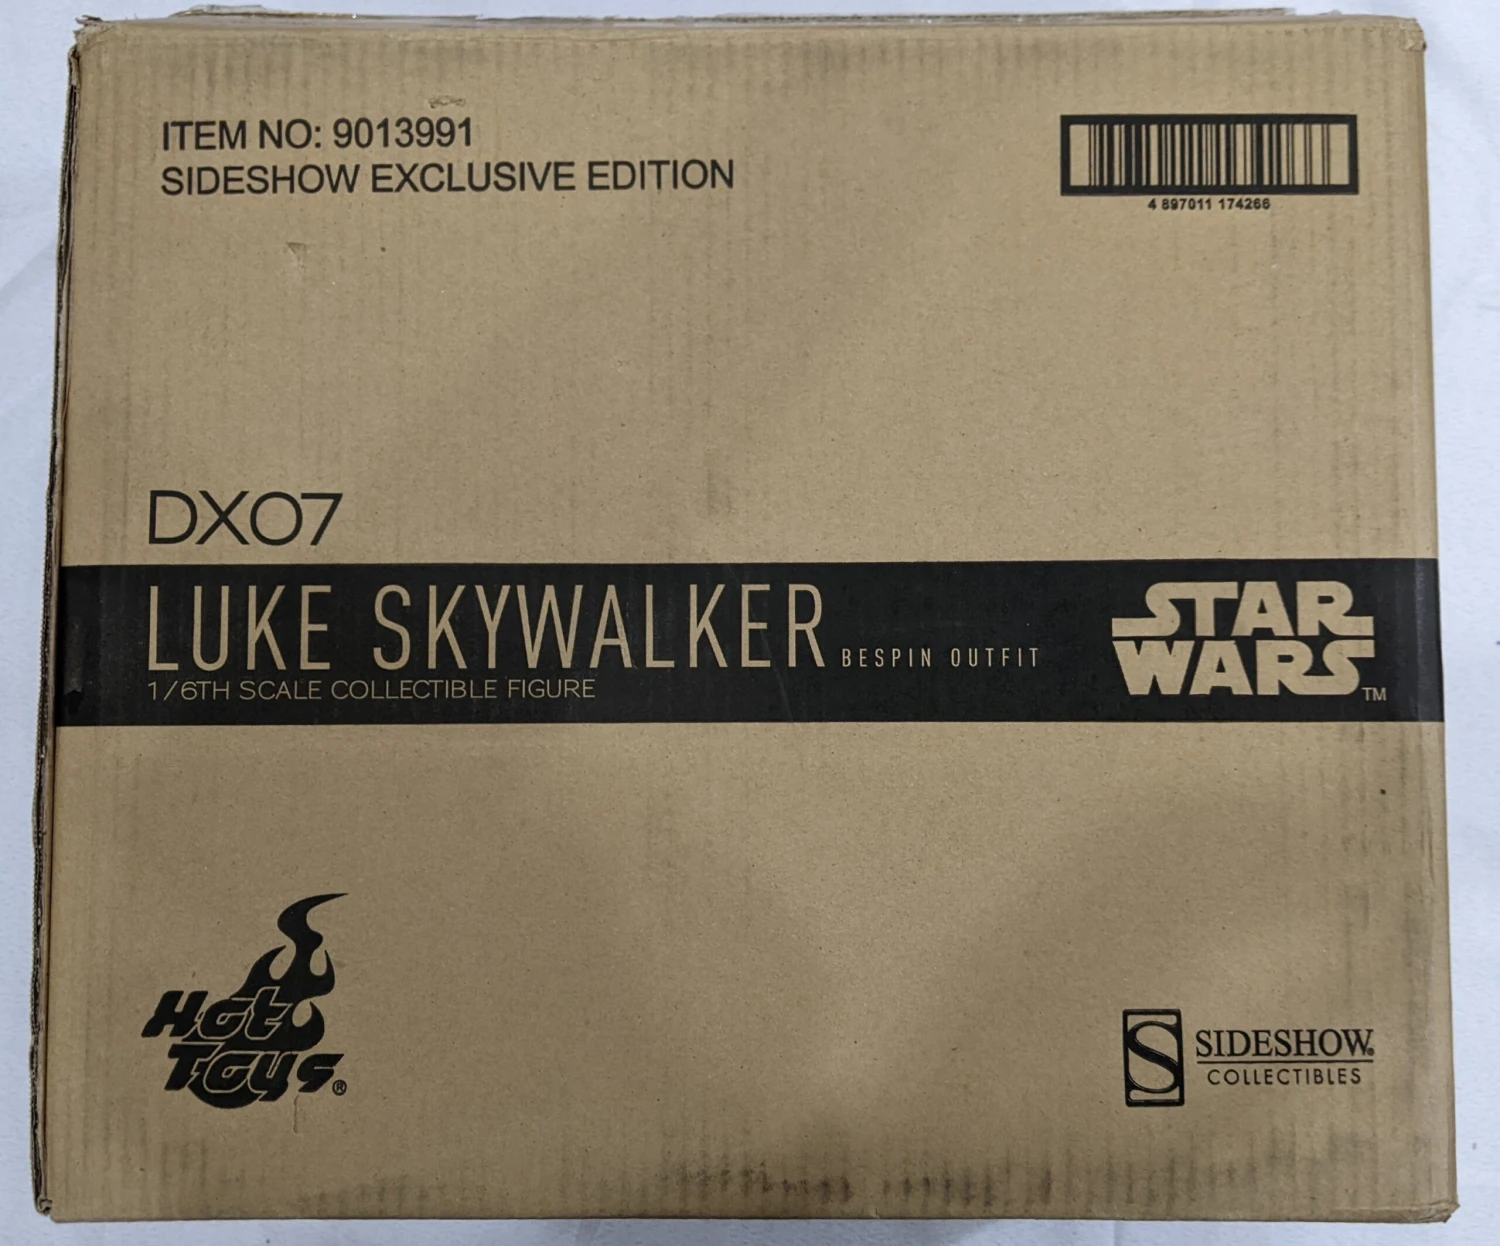 ITEM NO: 9013991
SIDESHOW EXCLUSIVE EDITION
4 897011 174266
DX07
LUKE SKYWALKER BESPIN OUTFIT
1/6TH SCALE COLLECTIBLE FIGURE
STAR
WARS TM
Hot
Toys®
S
SIDESHOW®
COLLECTIBLES